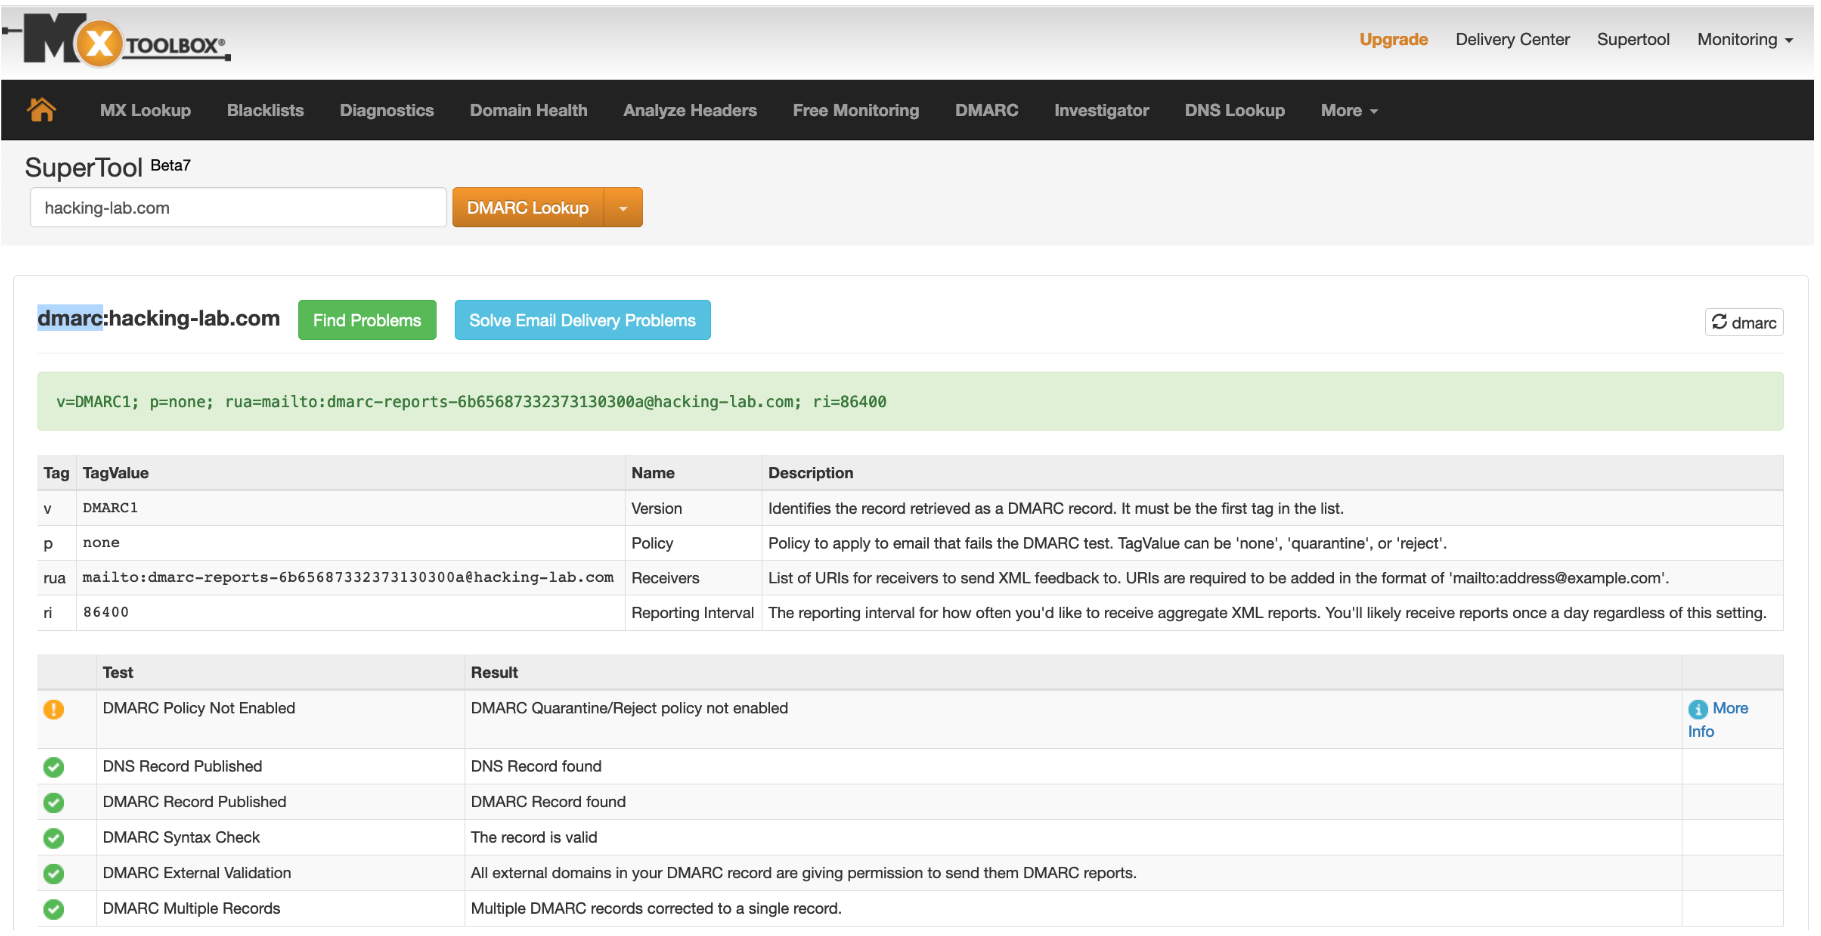 MX TOOLBOX®
Upgrade Delivery Center Supertool Monitoring
MX Lookup Blacklists Diagnostics Domain Health Analyze Headers Free Monitoring DMARC Investigator DNS Lookup More
SuperTool Beta7
hacking-lab.com DMARC Lookup
dmarc:hacking-lab.com Find Problems Solve Email Delivery Problems dmarc
v=DMARC1; p=none; rua=mailto:dmarc-reports-6b65687332373130300a@hacking-lab.com; ri=86400
Tag TagValue Name Description
v DMARC1 Version Identifies the record retrieved as a DMARC record. It must be the first tag in the list.
p none Policy Policy to apply to email that fails the DMARC test. TagValue can be 'none', 'quarantine', or 'reject'.
rua mailto:dmarc-reports-6b65687332373130300a@hacking-lab.com Receivers List of URIs for receivers to send XML feedback to. URIs are required to be added in the format of 'mailto:address@example.com'.
ri 86400 Reporting Interval The reporting interval for how often you'd like to receive aggregate XML reports. You'll likely receive reports once a day regardless of this setting.
Test Result
DMARC Policy Not Enabled DMARC Quarantine/Reject policy not enabled More
Info
DNS Record Published DNS Record found
DMARC Record Published DMARC Record found
DMARC Syntax Check The record is valid
DMARC External Validation All external domains in your DMARC record are giving permission to send them DMARC reports.
DMARC Multiple Records Multiple DMARC records corrected to a single record.